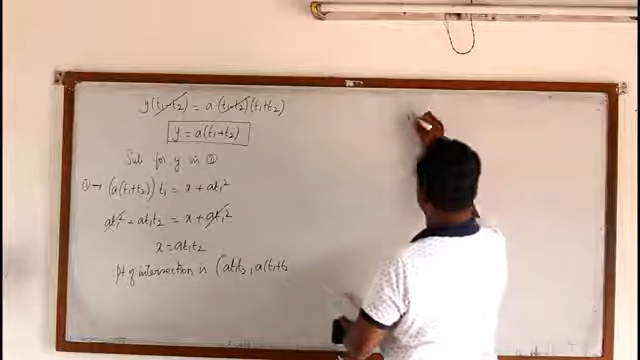 y(t₁-t₂) = a(t₁-t₂)(t₁+t₂)
y = a(t₁+t₂)
Sub for y in ②
①→ (a(t₁+t₂))t₁ = x + at₁²
at₁² + at₁t₂ = x + at₁²
x = at₁t₂
pt of intersection is (at₁t₂, a(t₁+t₂